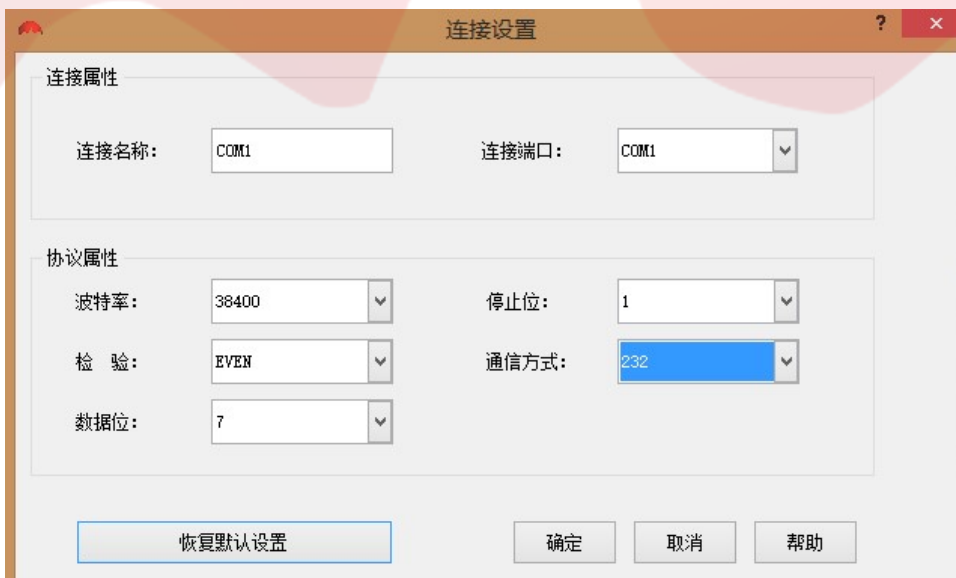 连接设置
?
×
连接属性
连接名称: COM1 连接端口: COM1
协议属性
波特率: 38400 停止位: 1
检 验: EVEN 通信方式: 232
数据位: 7
恢复默认设置 确定 取消 帮助